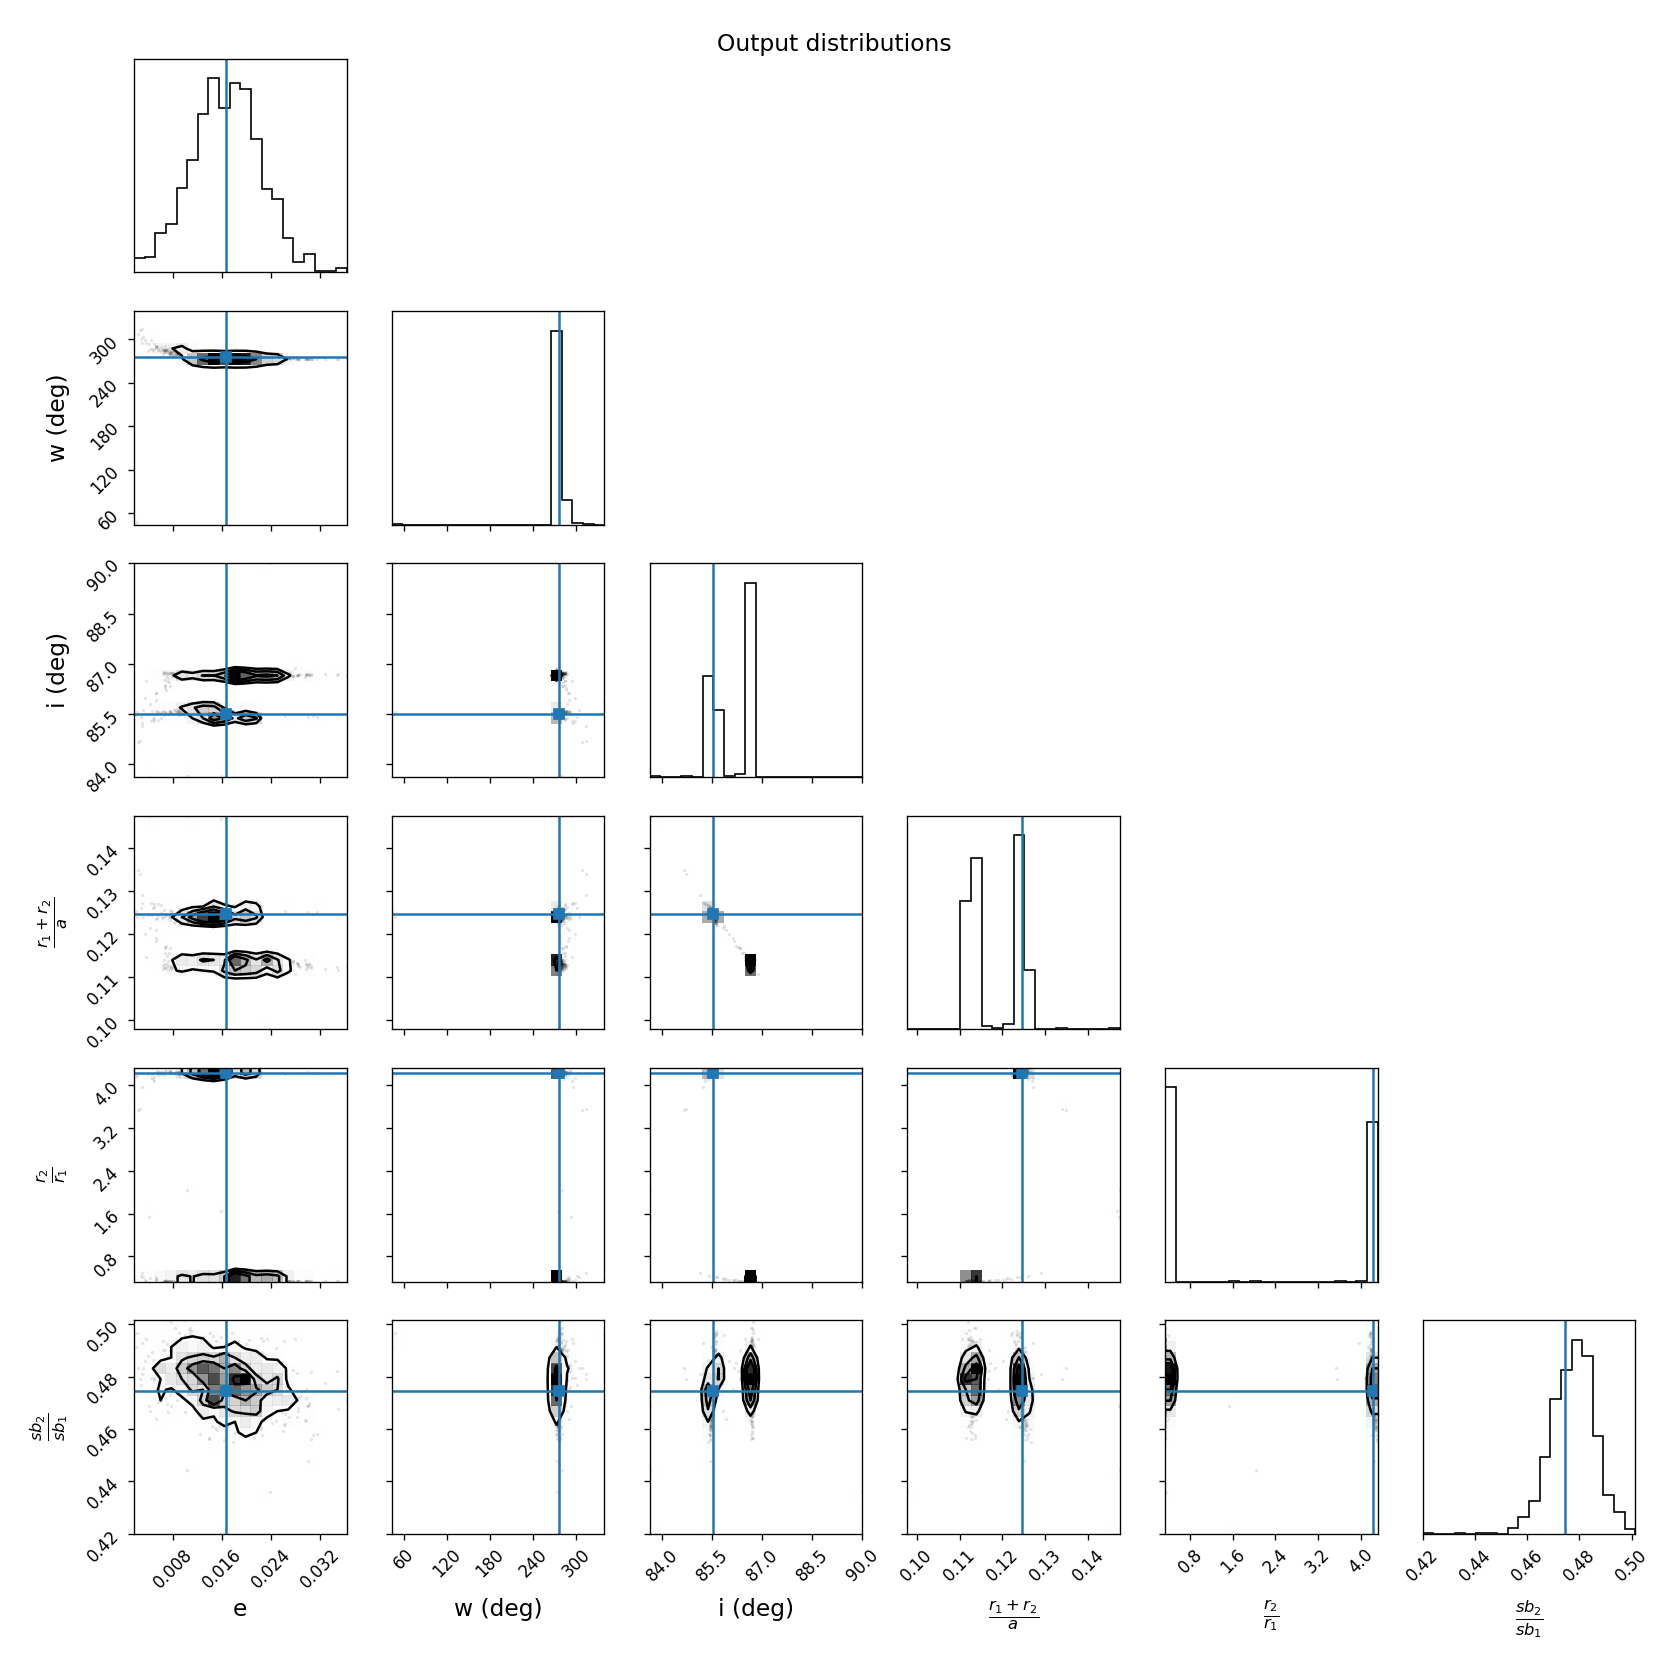 Output distributions
w (deg)
300
240
180
120
60
i (deg)
90.0
88.5
87.0
85.5
84.0
r₁ + r₂
a
0.14
0.13
0.12
0.11
0.10
r₂
r₁
4.0
3.2
2.4
1.6
0.8
sb₂
sb₁
0.50
0.48
0.46
0.44
0.42
0.008 0.016 0.024 0.032
60 120 180 240 300
84.0 85.5 87.0 88.5 90.0
0.10 0.11 0.12 0.13 0.14
0.8 1.6 2.4 3.2 4.0
0.42 0.44 0.46 0.48 0.50
e
w (deg)
i (deg)
r₁ + r₂
a
r₂
r₁
sb₂
sb₁